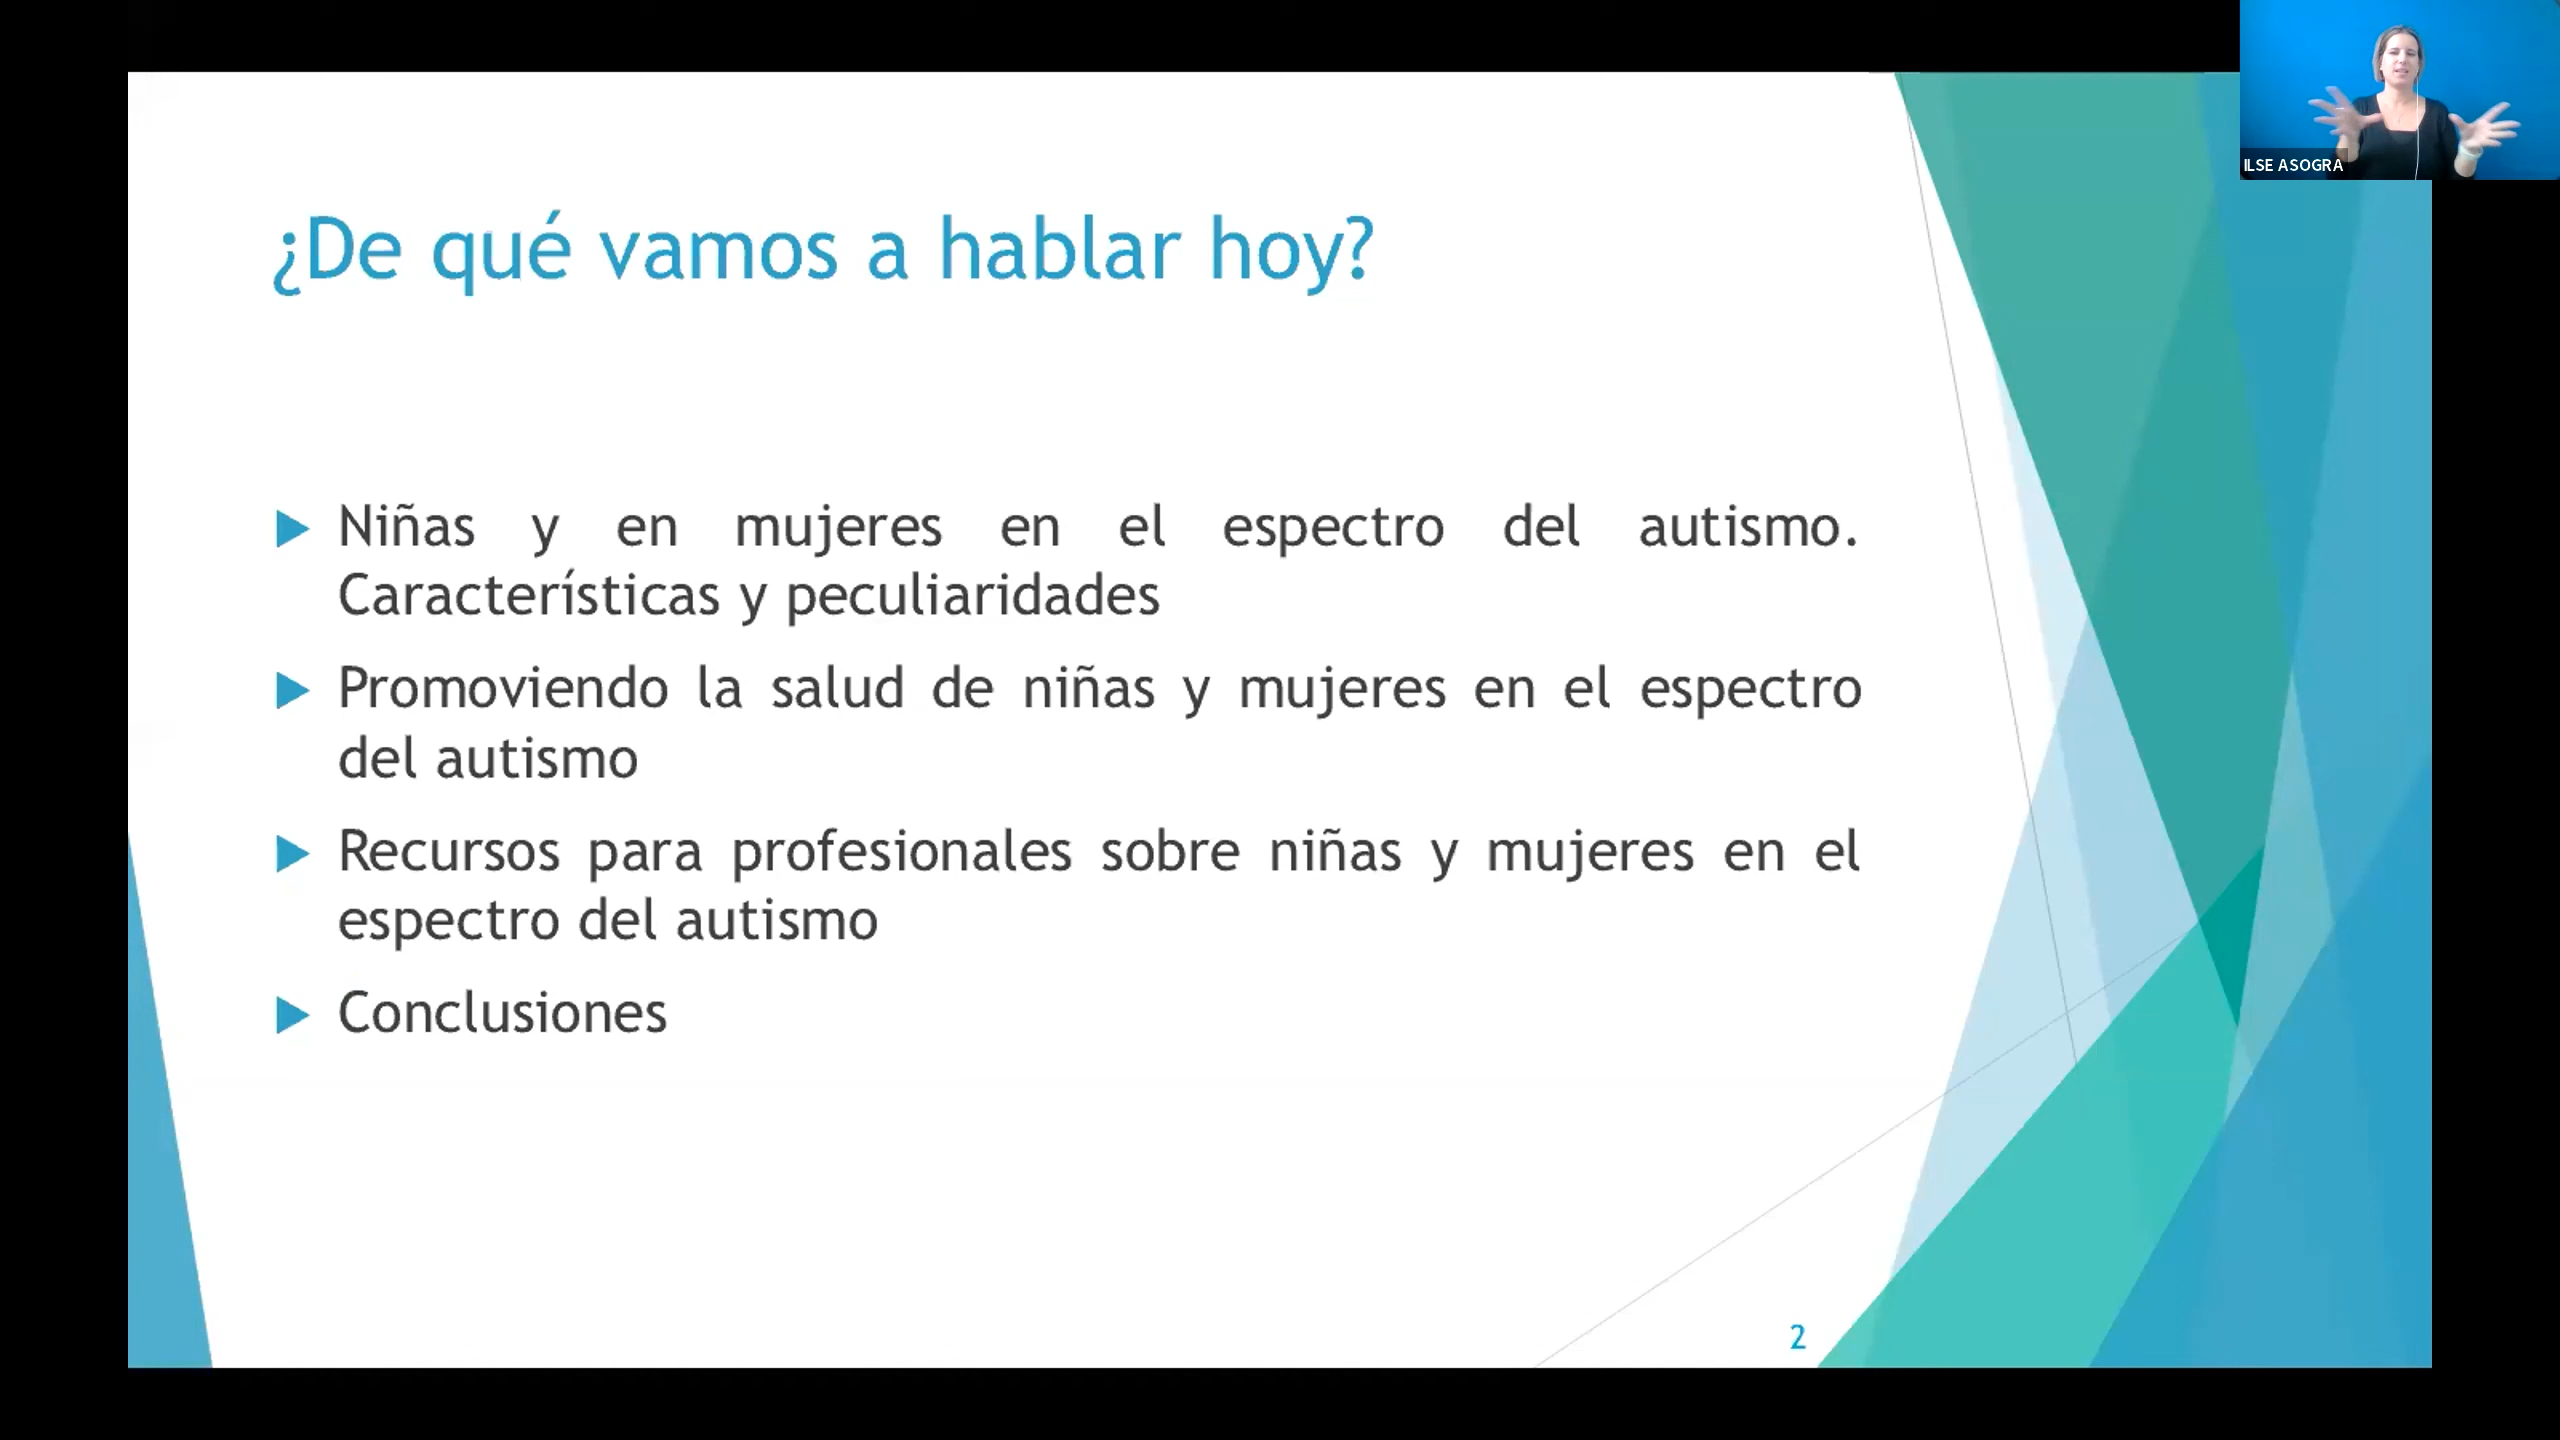 ILSE ASOGRA
¿De qué vamos a hablar hoy?
Niñas y en mujeres en el espectro del autismo.
Características y peculiaridades
Promoviendo la salud de niñas y mujeres en el espectro
del autismo
Recursos para profesionales sobre niñas y mujeres en el
espectro del autismo
Conclusiones
2